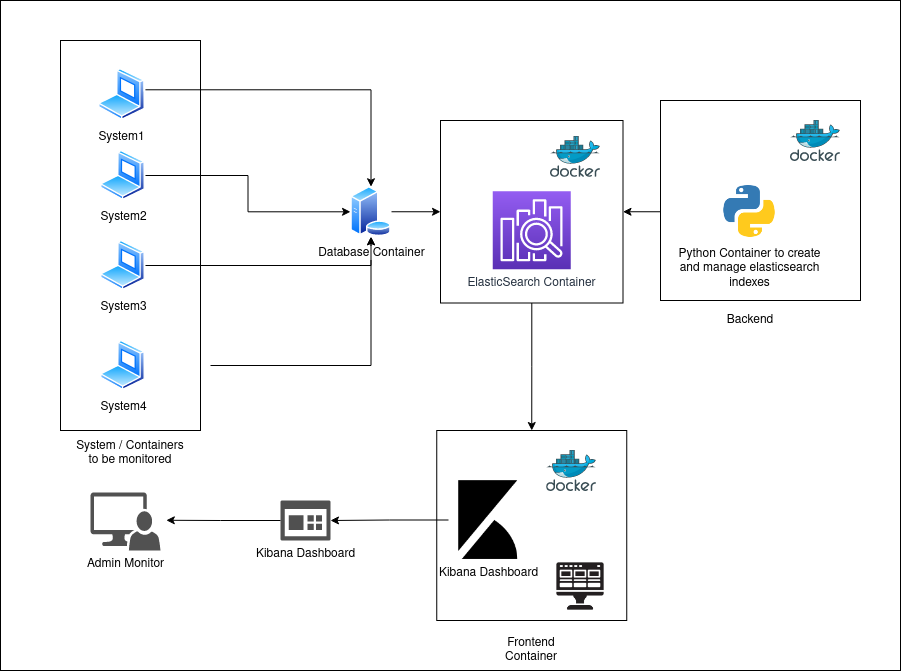 System1
System2
System3
System4
System / Containers
to be monitored
Database Container
docker
ElasticSearch Container
docker
Python Container to create
and manage elasticsearch
indexes
Backend
docker
Kibana Dashboard
Frontend
Container
Kibana Dashboard
Admin Monitor